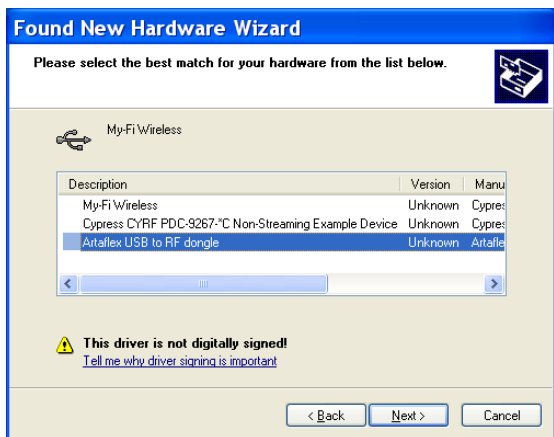 Found New Hardware Wizard
Please select the best match for your hardware from the list below.
My-Fi Wireless
Description Version Manu
My-Fi Wireless Unknown Cypres
Cypress CYRF PDC-9267-*C Non-Streaming Example Device Unknown Cypres
Artaflex USB to RF dongle Unknown Artafle
This driver is not digitally signed!
Tell me why driver signing is important
< Back Next > Cancel